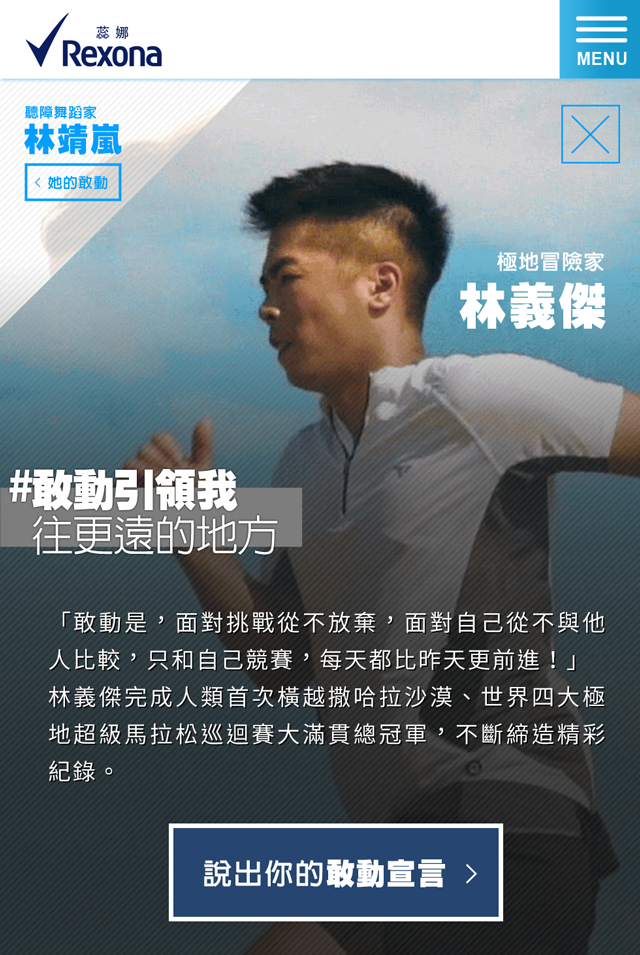 蕊娜
Rexona
MENU
聽障舞蹈家
林靖嵐
她的敢動
極地冒險家
林義傑
#敢動引領我
往更遠的地方
「敢動是，面對挑戰從不放棄，面對自己從不與他
人比較，只和自己競賽，每天都比昨天更前進！」
林義傑完成人類首次橫越撒哈拉沙漠、世界四大極
地超級馬拉松巡迴賽大滿貫總冠軍，不斷締造精彩
紀錄。
說出你的敢動宣言